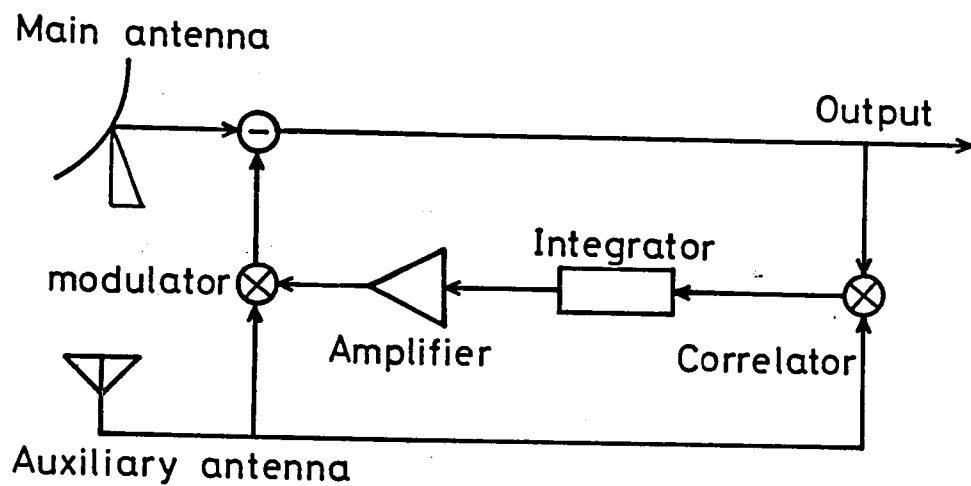 Main antenna
Output
−
Integrator
modulator
Amplifier
Correlator
Auxiliary antenna